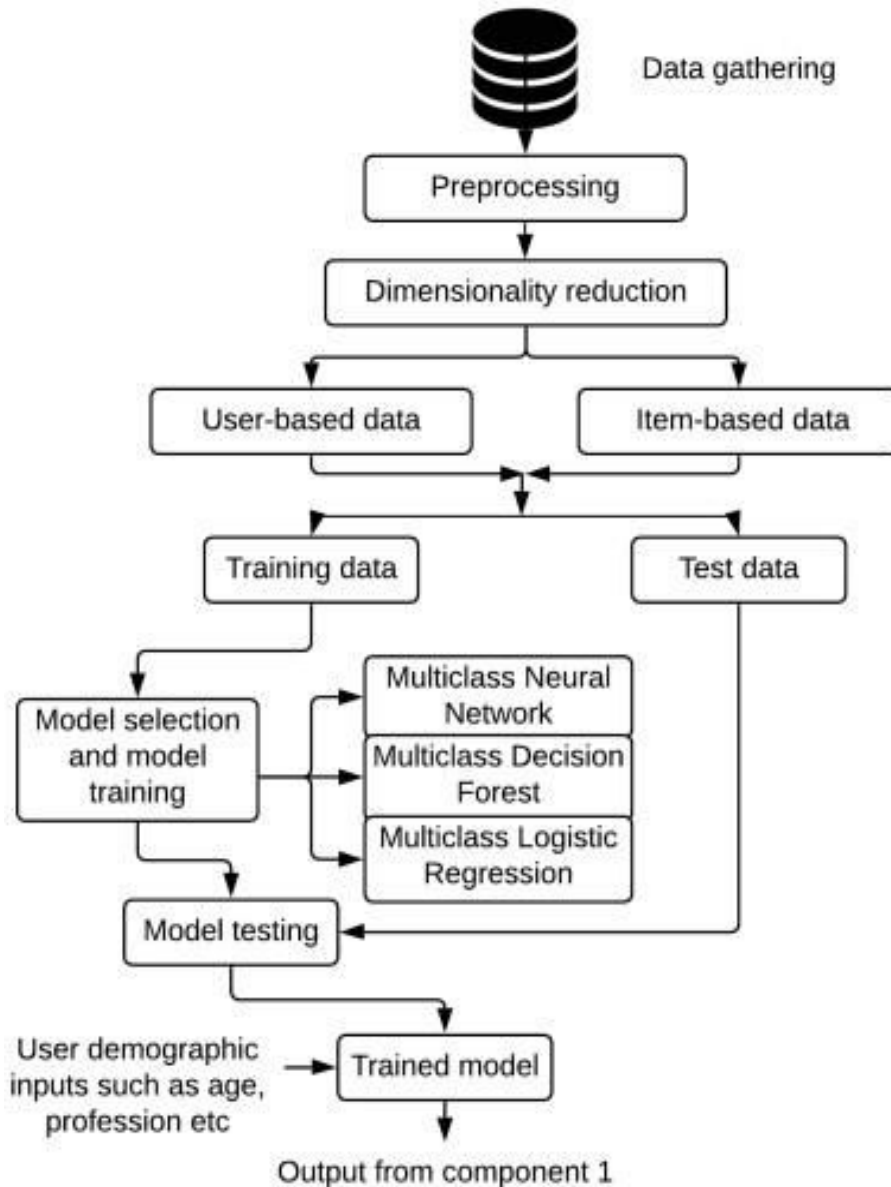 Data gathering
Preprocessing
Dimensionality reduction
User-based data
Item-based data
Training data
Test data
Multiclass Neural
Network
Model selection
and model
training
Multiclass Decision
Forest
Multiclass Logistic
Regression
Model testing
User demographic
inputs such as age,
profession etc
Trained model
Output from component 1